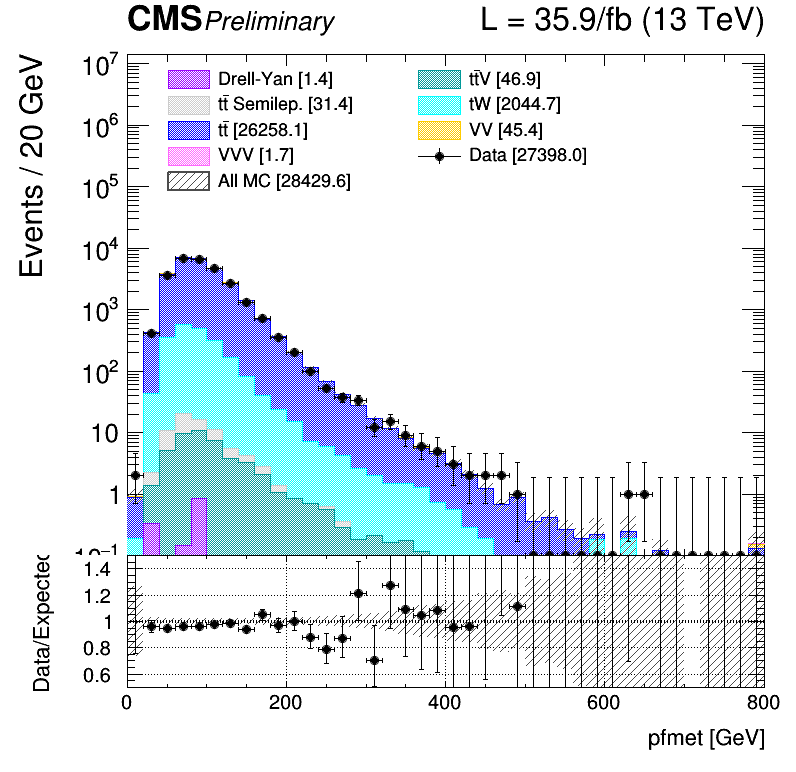 CMS Preliminary L = 35.9/fb (13 TeV)
Events / 20 GeV
10⁷
10⁶
10⁵
10⁴
10³
10²
10
1
10⁻¹
Drell-Yan [1.4]
tt̄ Semilep. [31.4]
tt̄ [26258.1]
VVV [1.7]
All MC [28429.6]
tt̄V [46.9]
tW [2044.7]
VV [45.4]
Data [27398.0]
Data/Expected
1.4
1.2
1
0.8
0.6
0 200 400 600 800
pfmet [GeV]